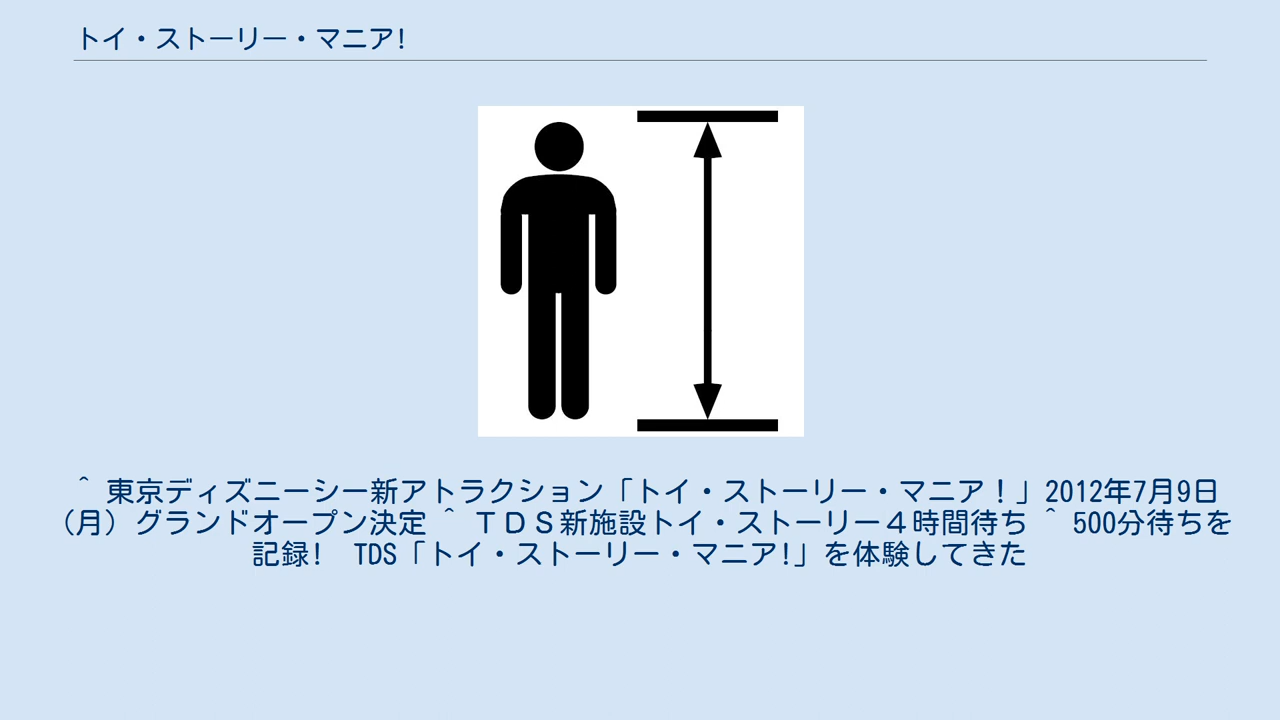 トイ・ストーリー・マニア!
^ 東京ディズニーシー新アトラクション「トイ・ストーリー・マニア！」2012年7月9日
（月）グランドオープン決定 ^ ＴＤＳ新施設トイ・ストーリー４時間待ち ^ 500分待ちを
記録! TDS「トイ・ストーリー・マニア!」を体験してきた